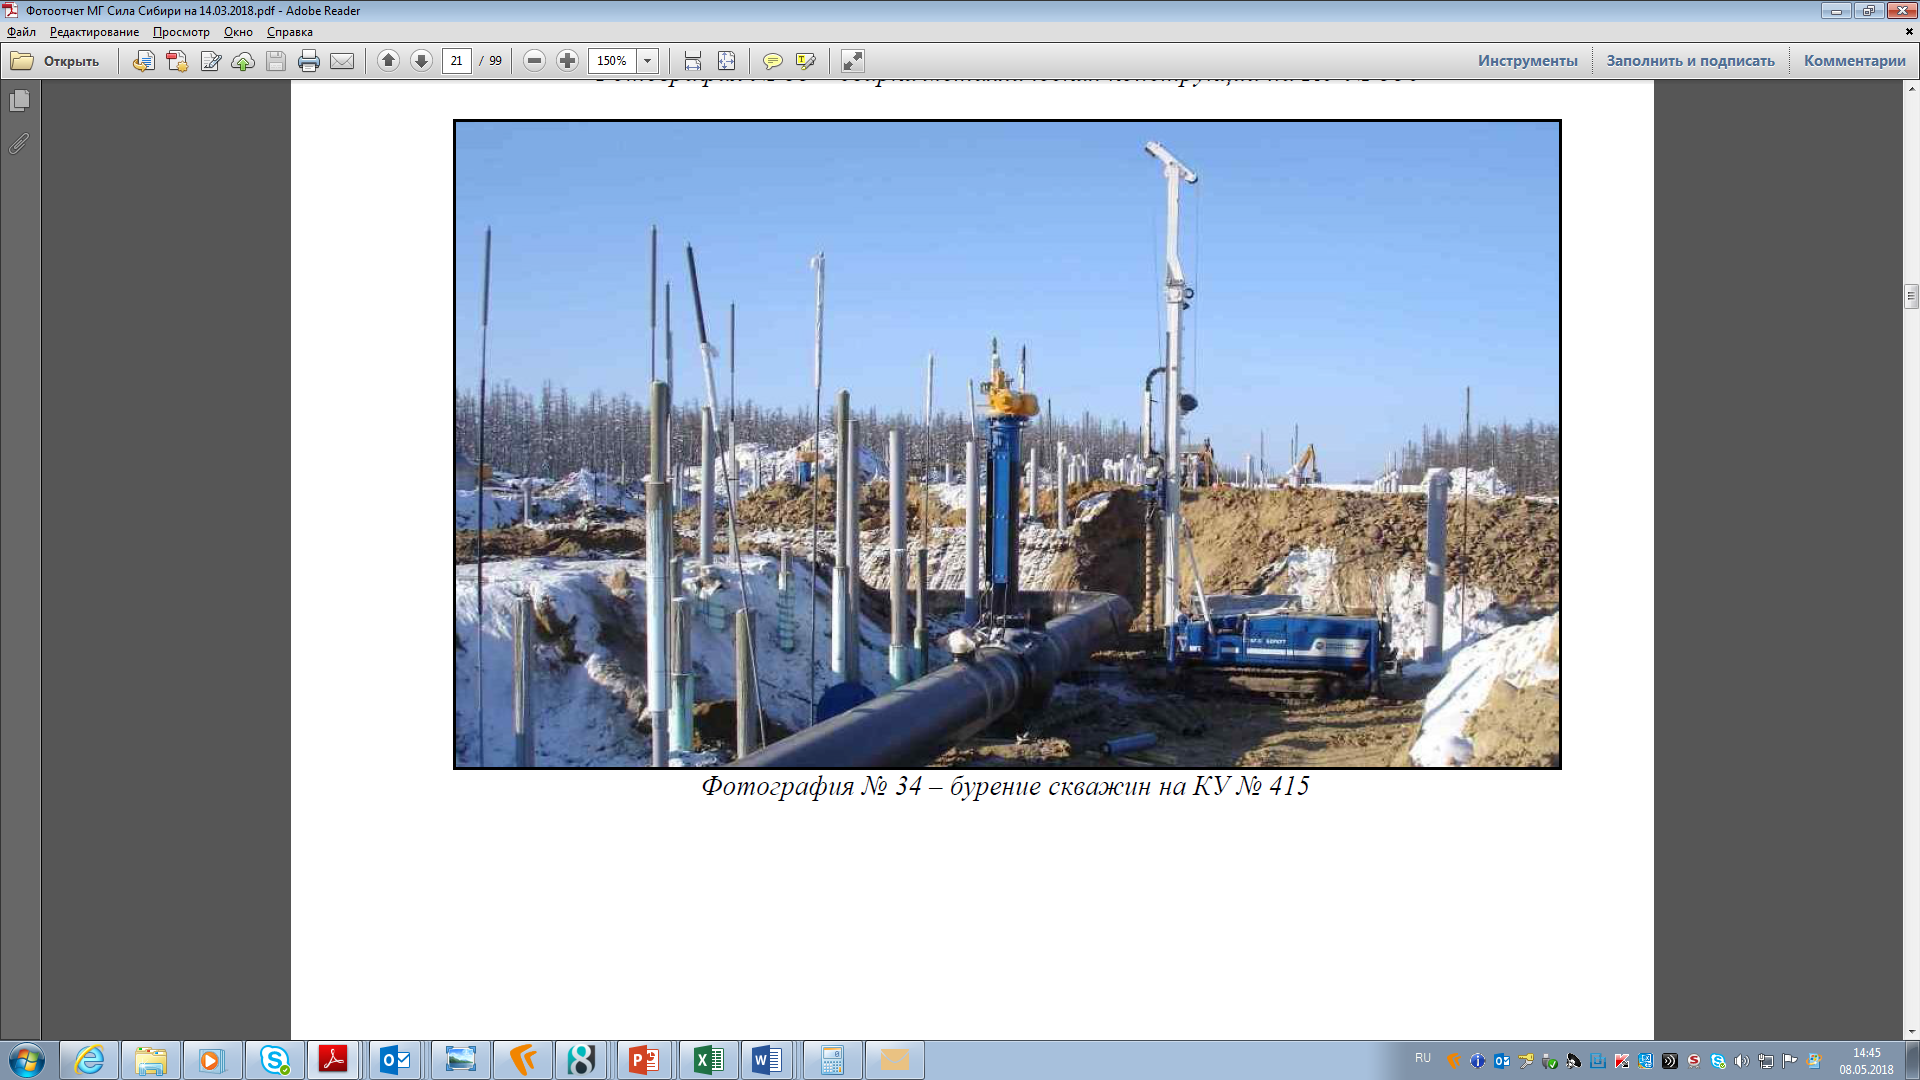 Фотоотчет МГ Сила Сибири на 14.03.2018.pdf - Adobe Reader
Файл Редактирование Просмотр Окно Справка
Открыть 21 / 99 150% Инструменты Заполнить и подписать Комментарии
Фотография № 34 – бурение скважин на КУ № 415
RU 14:45
08.05.2018